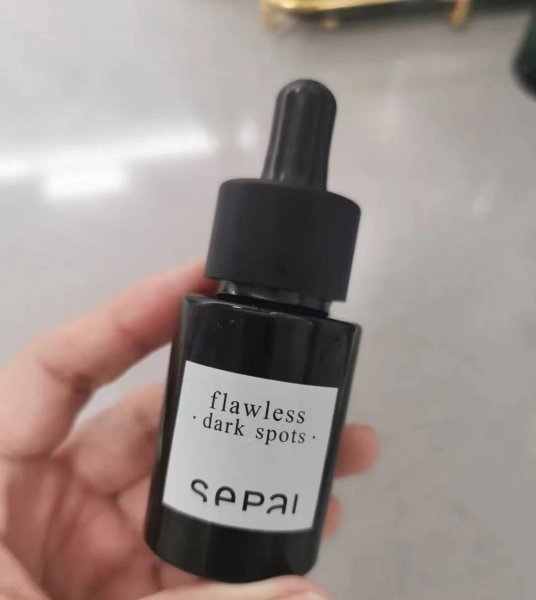 flawless
· dark spots ·
sepai